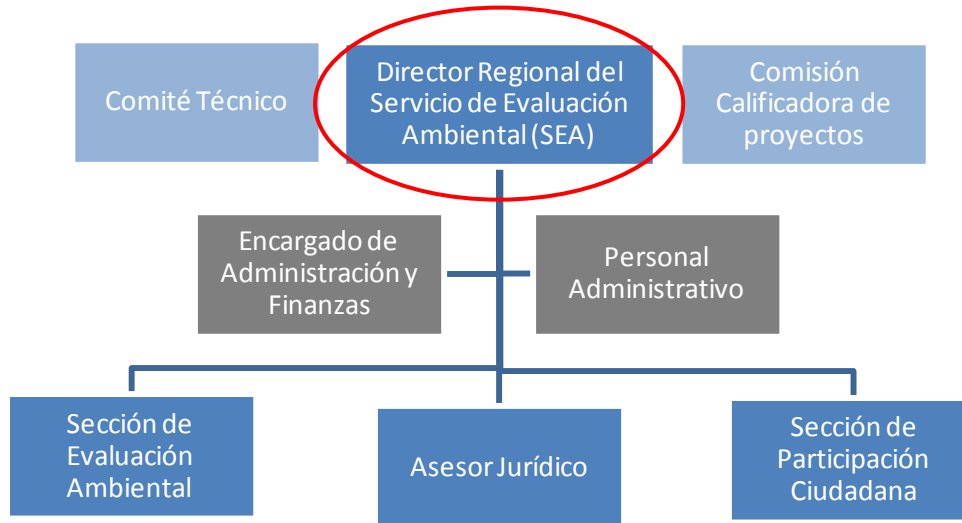 Comité Técnico
Director Regional del
Servicio de Evaluación
Ambiental (SEA)
Comisión
Calificadora de
proyectos
Encargado de
Administración y
Finanzas
Personal
Administrativo
Sección de
Evaluación
Ambiental
Asesor Jurídico
Sección de
Participación
Ciudadana